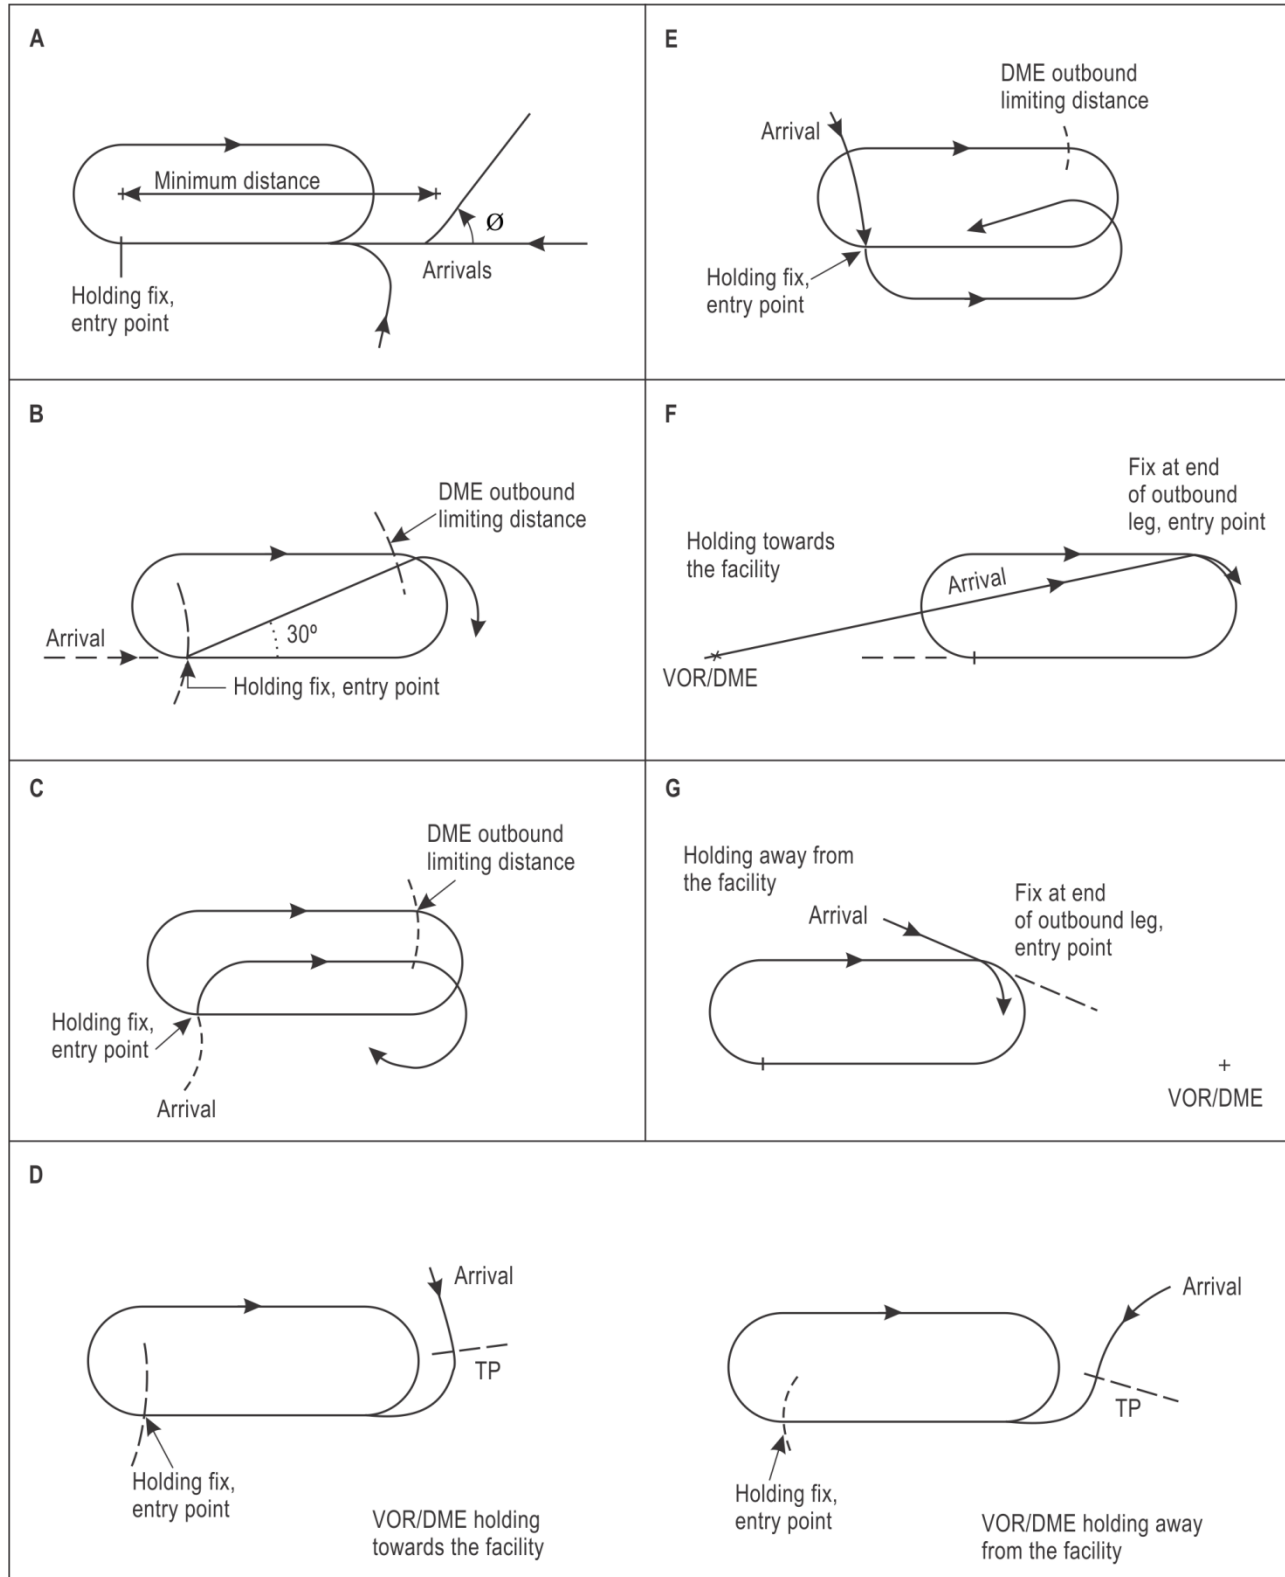 A
Minimum distance
Ø
Arrivals
Holding fix,
entry point
B
DME outbound
limiting distance
Arrival
30º
Holding fix, entry point
C
DME outbound
limiting distance
Holding fix,
entry point
Arrival
E
DME outbound
limiting distance
Arrival
Holding fix,
entry point
F
Fix at end
of outbound
leg, entry point
Holding towards
the facility
Arrival
VOR/DME
G
Holding away from
the facility
Arrival
Fix at end
of outbound leg,
entry point
VOR/DME
D
Arrival
TP
Holding fix,
entry point
VOR/DME holding
towards the facility
Arrival
TP
Holding fix,
entry point
VOR/DME holding away
from the facility